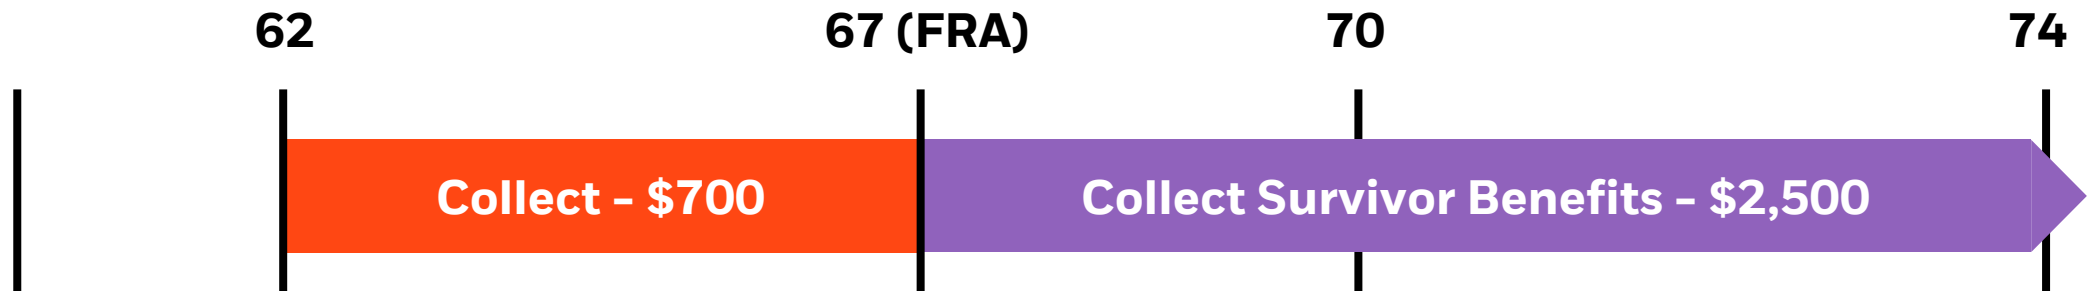 62 67 (FRA) 70 74
Collect – $700 Collect Survivor Benefits – $2,500